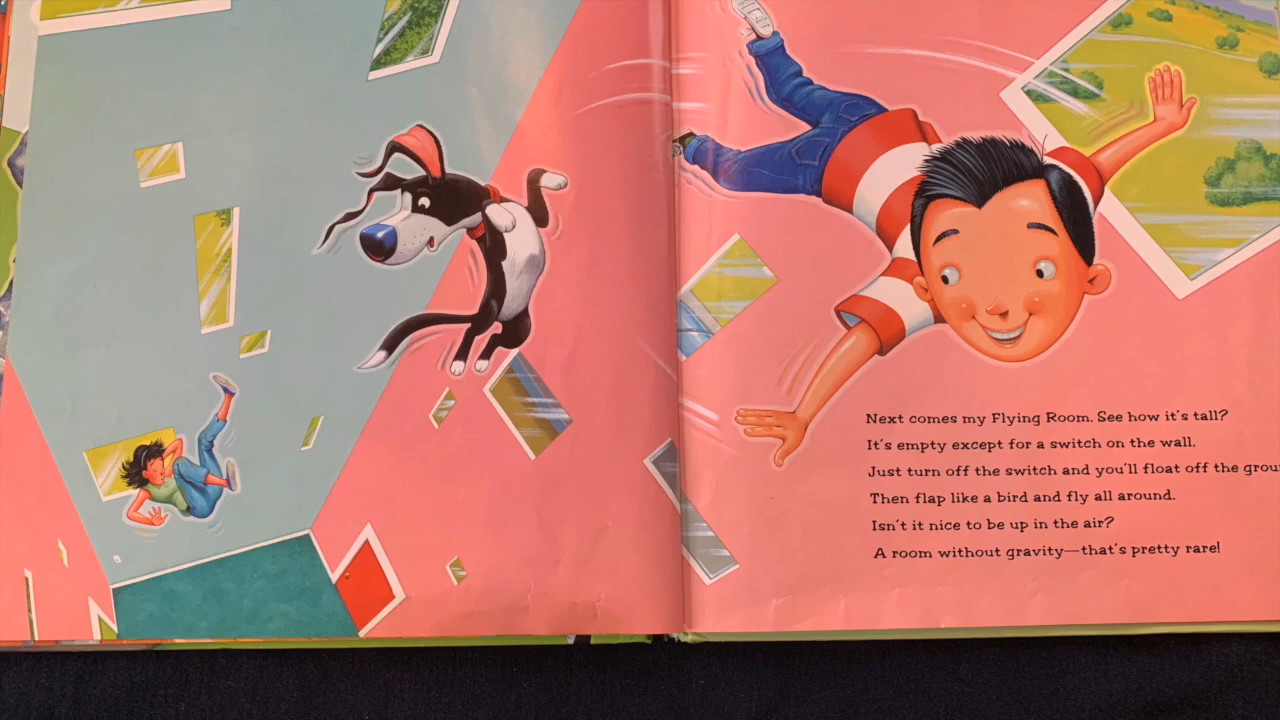 Next comes my Flying Room. See how it's tall?
It's empty except for a switch on the wall.
Just turn off the switch and you'll float off the
Then flap like a bird and fly all around.
Isn't it nice to be up in the air?
A room without gravity—that's pretty rare!